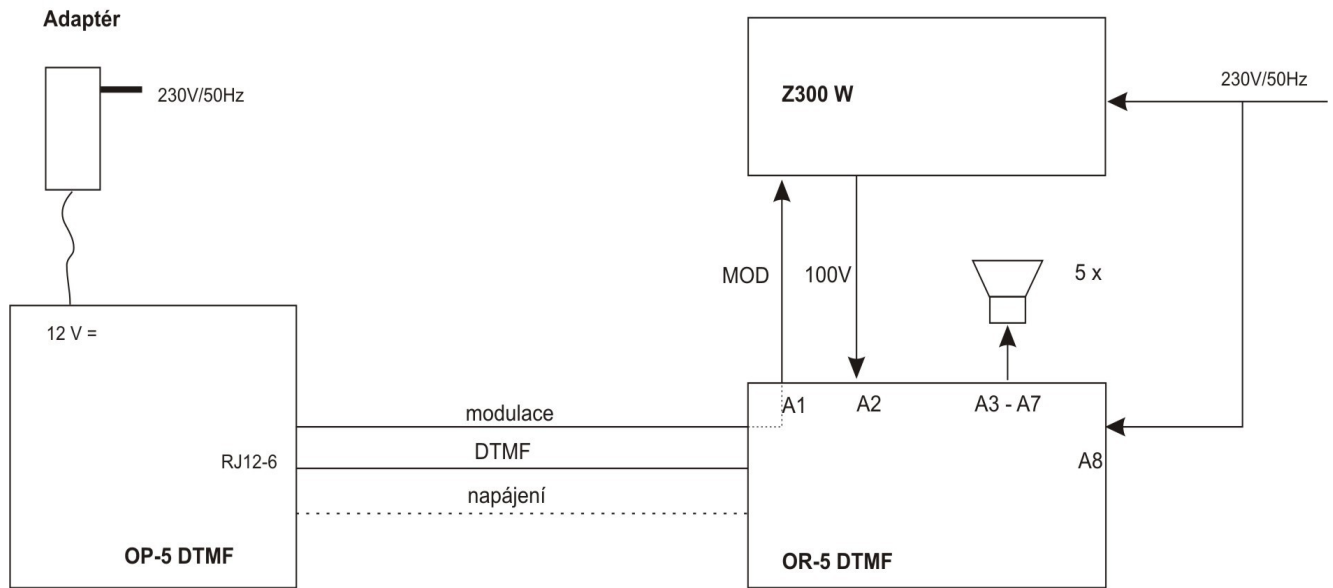 Adaptér
230V/50Hz
Z300 W
230V/50Hz
MOD
100V
5 x
12 V =
A1
A2
A3 - A7
modulace
RJ12-6
DTMF
A8
napájení
OP-5 DTMF
OR-5 DTMF